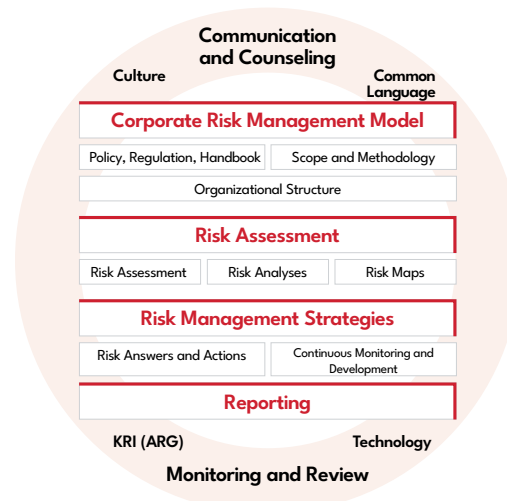 Communication
and Counseling
Culture
Common
Language
Corporate Risk Management Model
Policy, Regulation, Handbook
Scope and Methodology
Organizational Structure
Risk Assessment
Risk Assessment
Risk Analyses
Risk Maps
Risk Management Strategies
Risk Answers and Actions
Continuous Monitoring and
Development
Reporting
KRI (ARG)
Technology
Monitoring and Review